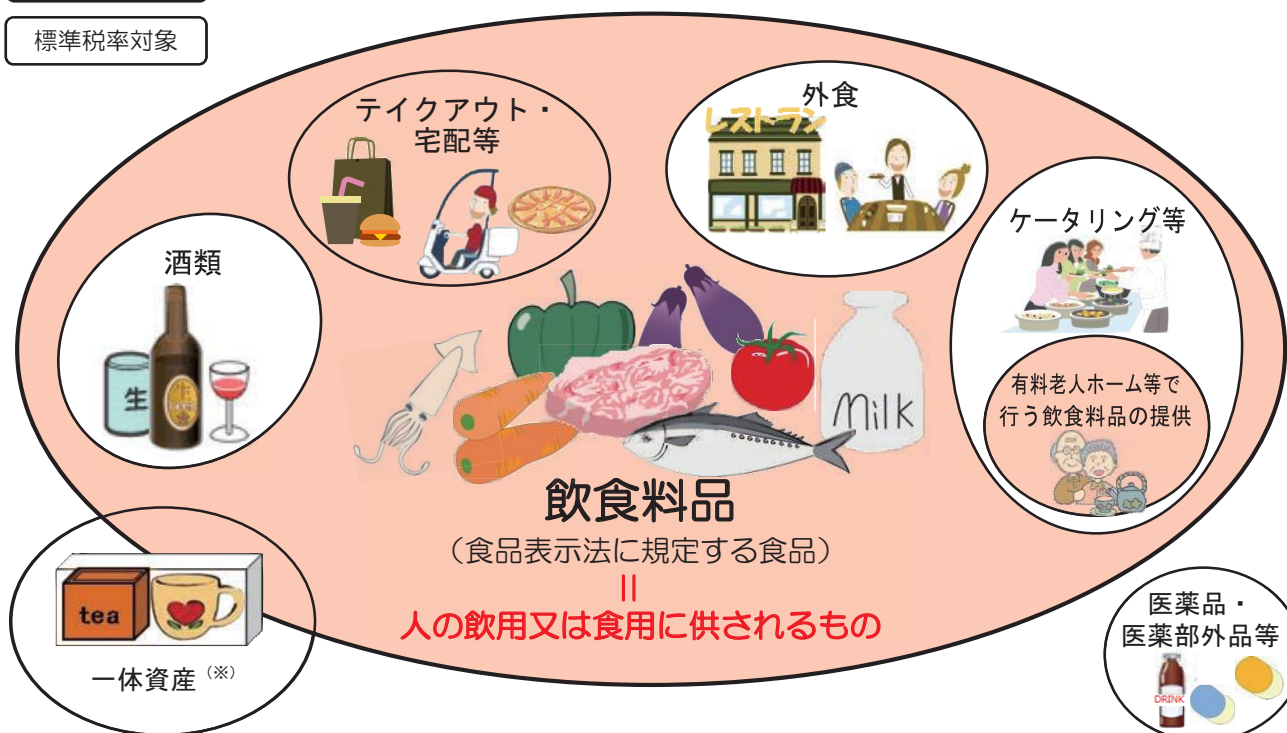 標準税率対象
テイクアウト・
宅配等
外食
レストラン
ケータリング等
酒類
生
Milk
有料老人ホーム等で
行う飲食料品の提供
飲食料品
（食品表示法に規定する食品）
＝
人の飲用又は食用に供されるもの
tea
一体資産（※）
医薬品・
医薬部外品等
DRINK